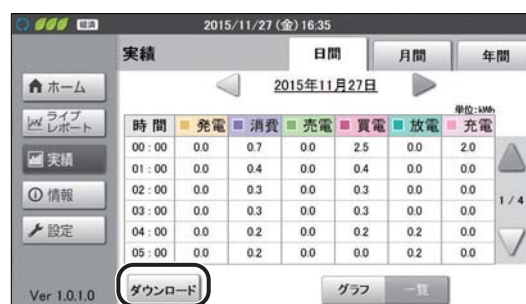 経済 2015/11/27 (金) 16:35
実績 日間 月間 年間
ホーム
ライブレポート
実績
情報
設定
Ver 1.0.1.0
2015年11月27日
単位:kWh
時間 発電 消費 売電 買電 放電 充電
00:00 0.0 0.7 0.0 2.5 0.0 2.0
01:00 0.0 0.4 0.0 0.4 0.0 0.0
02:00 0.0 0.3 0.0 0.3 0.0 0.0
03:00 0.0 0.3 0.0 0.3 0.0 0.0
04:00 0.0 0.2 0.0 0.2 0.2 0.0
05:00 0.0 0.2 0.0 0.0 0.2 0.0
1/4
ダウンロード グラフ 一覧